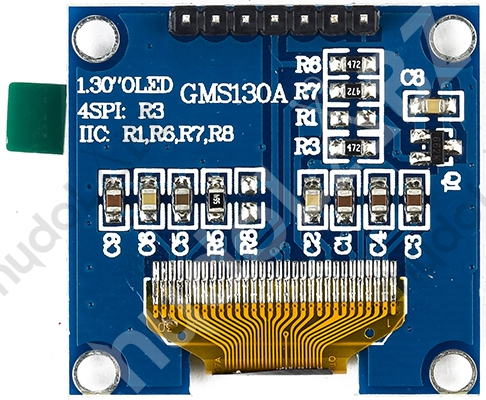 1.30"OLED
4SPI: R3
IIC: R1,R6,R7,R8
GMS130A
R6
472
R7
R1
R3
472
C8
Q1
C9
C6
C5
R5
R8
C2
C1
C4
C3